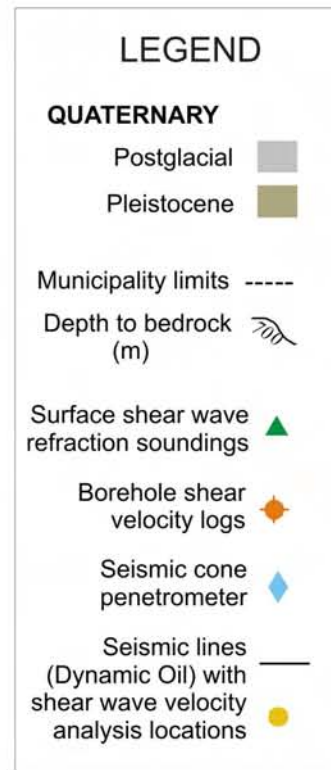 LEGEND
QUATERNARY
Postglacial
Pleistocene
Municipality limits
Depth to bedrock
(m)
700
Surface shear wave
refraction soundings
Borehole shear
velocity logs
Seismic cone
penetrometer
Seismic lines
(Dynamic Oil) with
shear wave velocity
analysis locations